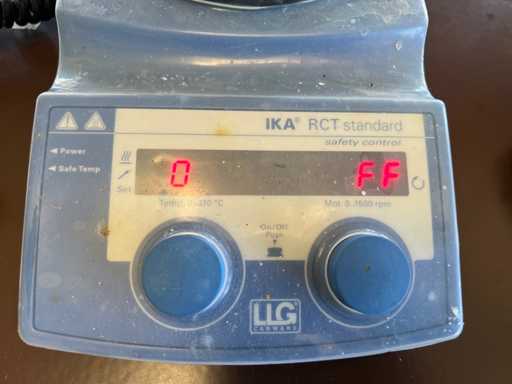 IKA® RCT standard
safety control
Power
Safe Temp
Set
0 FF
Temp. 0..310 °C
Mot. 0..1500 rpm
On/Off
Push
LLG
LABWARE